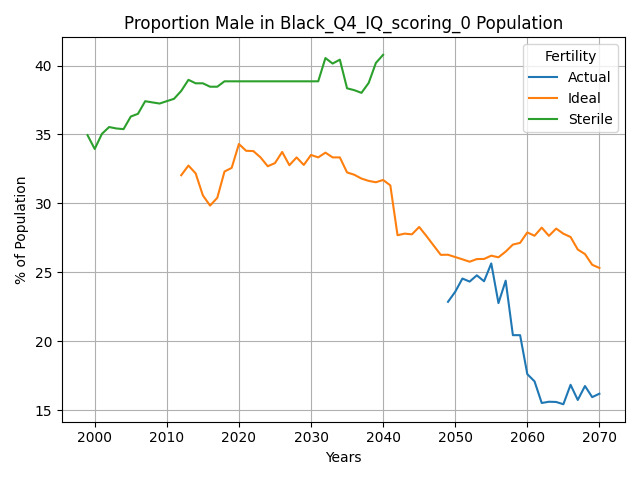 Proportion Male in Black_Q4_IQ_scoring_0 Population
Fertility
Actual
Ideal
Sterile
% of Population
40
35
30
25
20
15
2000 2010 2020 2030 2040 2050 2060 2070
Years